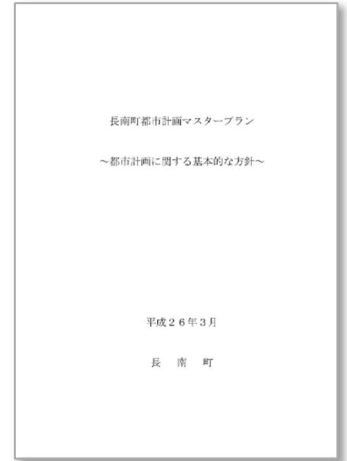 長南町都市計画マスタープラン
～都市計画に関する基本的な方針～
平成２６年３月
長　南　町